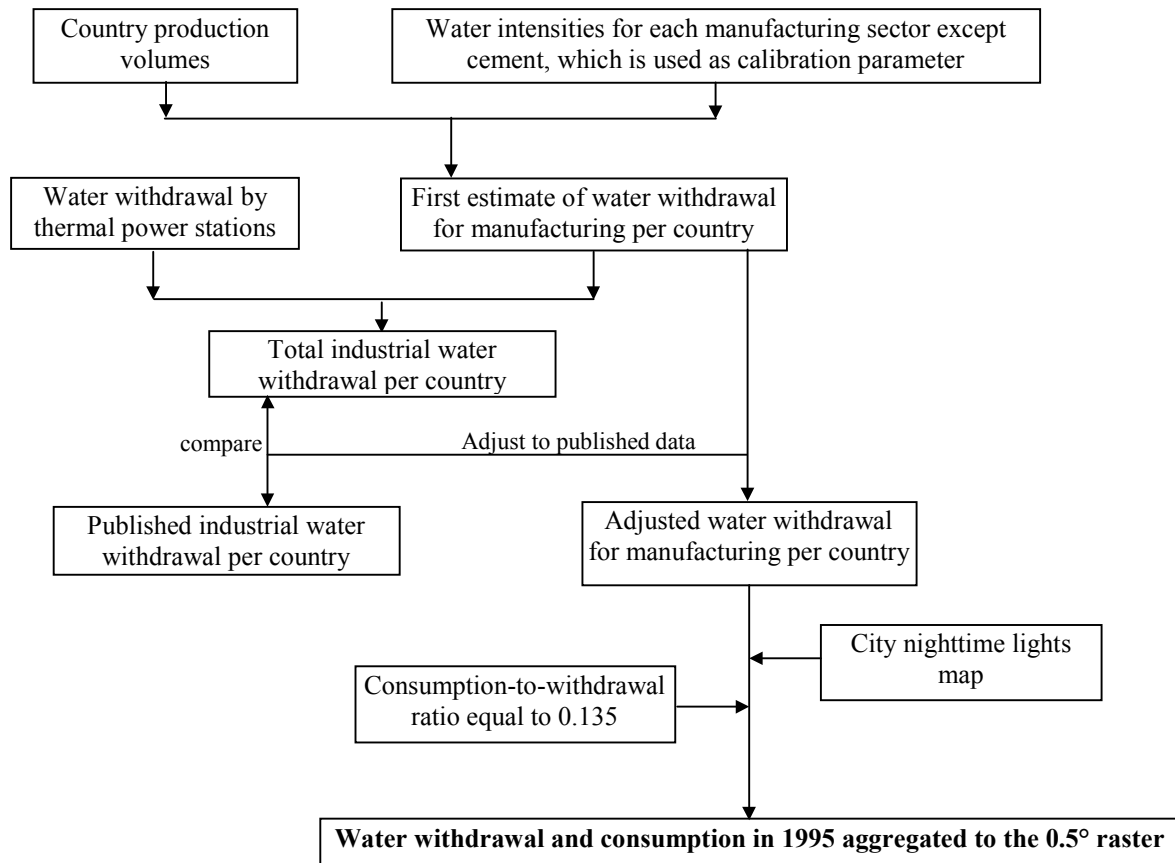 Country production
volumes
Water intensities for each manufacturing sector except
cement, which is used as calibration parameter
Water withdrawal by
thermal power stations
First estimate of water withdrawal
for manufacturing per country
Total industrial water
withdrawal per country
compare
Adjust to published data
Published industrial water
withdrawal per country
Adjusted water withdrawal
for manufacturing per country
City nighttime lights
map
Consumption-to-withdrawal
ratio equal to 0.135
Water withdrawal and consumption in 1995 aggregated to the 0.5° raster